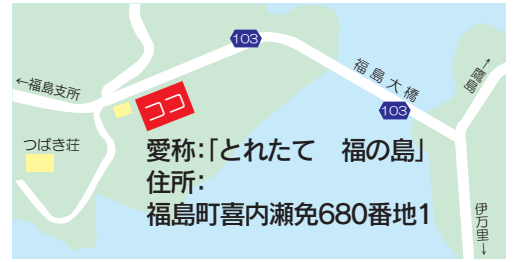 103
福島大橋
103
←鷹島
←福島支所
ココ
つばき荘
愛称:「とれたて　福の島」
住所:
福島町喜内瀬免680番地1
伊万里→